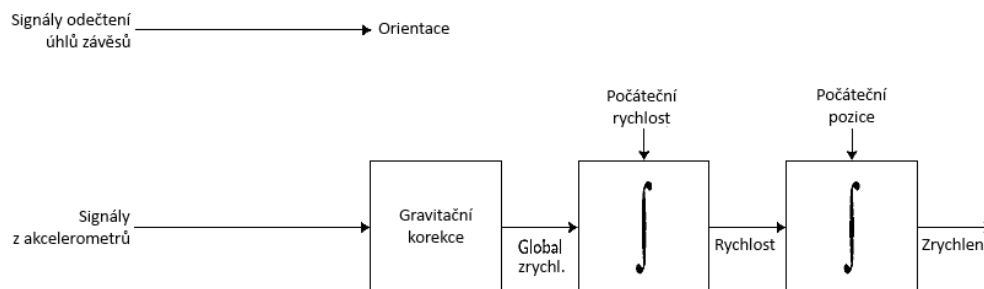 Signály odečtení
úhlů závěsů
Orientace
Počáteční
rychlost
Počáteční
pozice
Signály
z akcelerometrů
Gravitační
korekce
Global
zrychl.
∫
Rychlost
∫
Zrychlen